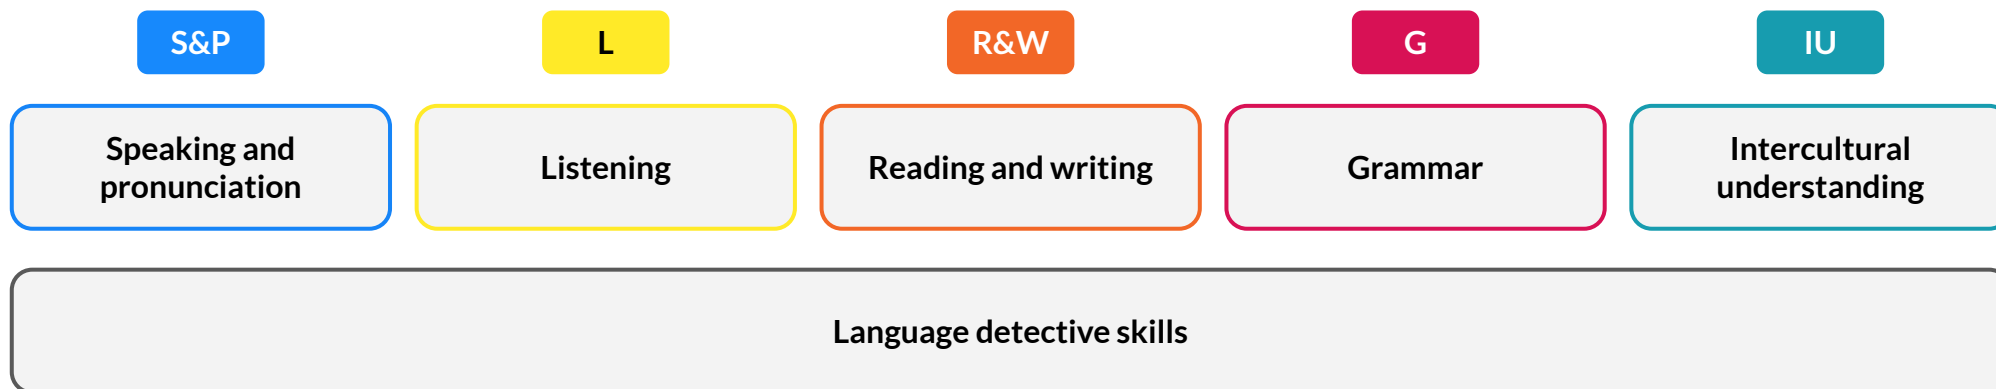 S&P
L
R&W
G
IU
Speaking and
pronunciation
Listening
Reading and writing
Grammar
Intercultural
understanding
Language detective skills